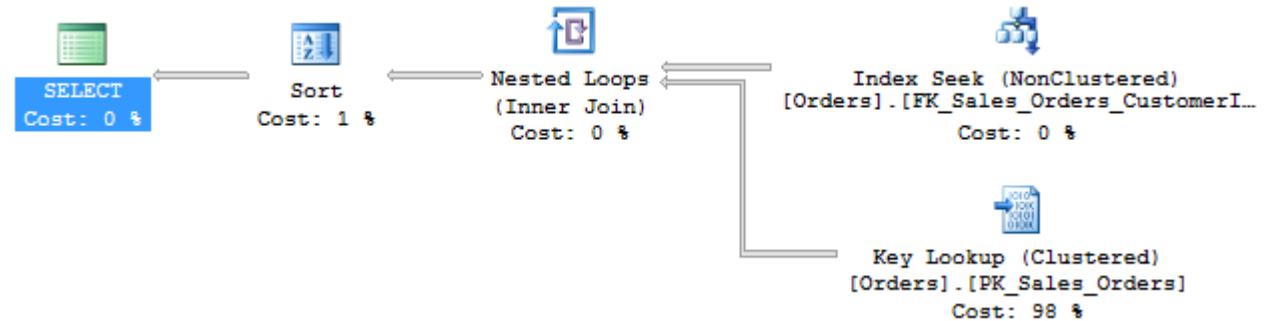 SELECT
Cost: 0 %
Sort
Cost: 1 %
Nested Loops
(Inner Join)
Cost: 0 %
Index Seek (NonClustered)
[Orders].[FK_Sales_Orders_CustomerI…
Cost: 0 %
Key Lookup (Clustered)
[Orders].[PK_Sales_Orders]
Cost: 98 %